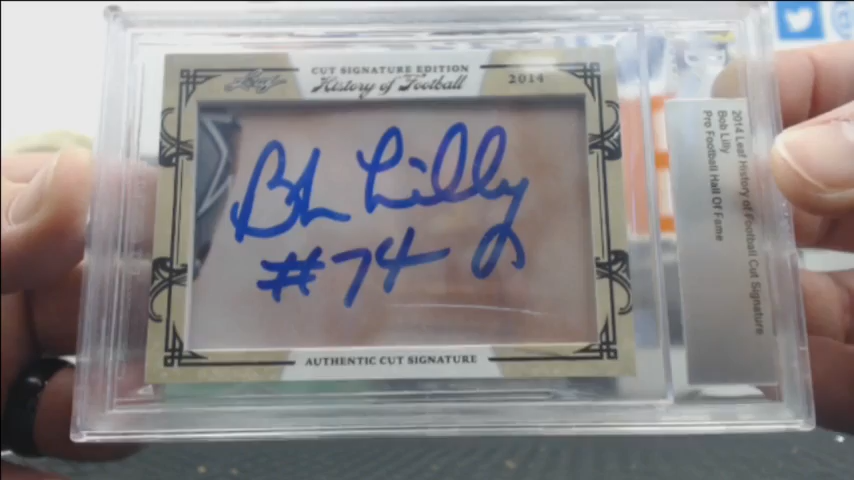 Leaf
CUT SIGNATURE EDITION
History of Football
2014
Bob Lilly
#74
AUTHENTIC CUT SIGNATURE
2014 Leaf History of Football Cut Signature
Bob Lilly
Pro Football Hall Of Fame